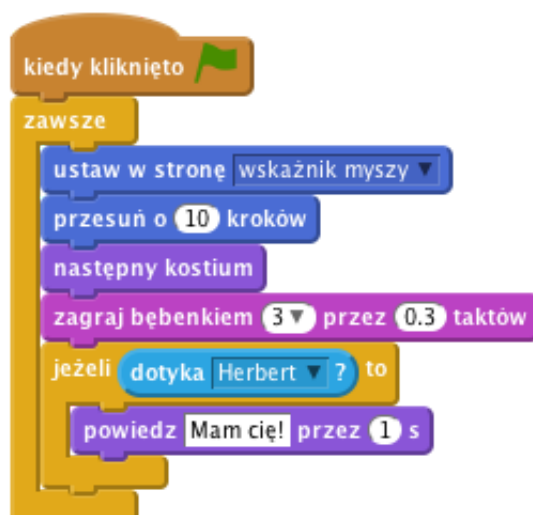 kiedy kliknięto
zawsze
ustaw w stronę wskaźnik myszy
przesuń o 10 kroków
następny kostium
zagraj bębenkiem 3 przez 0.3 taktów
jeżeli dotyka Herbert ? to
powiedz Mam cię! przez 1 s